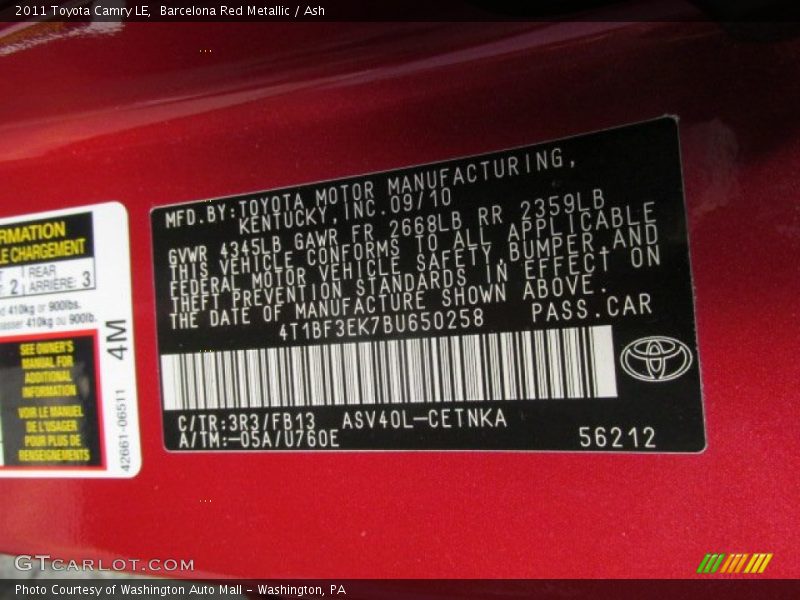 2011 Toyota Camry LE,  Barcelona Red Metallic / Ash
MFD.BY:TOYOTA MOTOR MANUFACTURING,
KENTUCKY,INC.09/10
GVWR 4345LB GAWR FR 2668LB RR 2359LB
THIS VEHICLE CONFORMS TO ALL APPLICABLE
FEDERAL MOTOR VEHICLE SAFETY,BUMPER,AND
THEFT PREVENTION STANDARDS IN EFFECT ON
THE DATE OF MANUFACTURE SHOWN ABOVE.
4T1BF3EK7BU650258 PASS.CAR
C/TR:3R3/FB13 ASV40L-CETNKA
A/TM:-05A/U760E
56212
RMATION
LE CHARGEMENT
2 REAR
ARRIÈRE: 3
410kg or 900lbs.
410kg ou 900lb.
SEE OWNER'S
MANUAL FOR
ADDITIONAL
INFORMATION
VOIR LE MANUEL
DE L'USAGER
POUR PLUS DE
RENSEIGNEMENTS
4M
42661-06511
GTCARLOT.COM
Photo Courtesy of Washington Auto Mall – Washington, PA